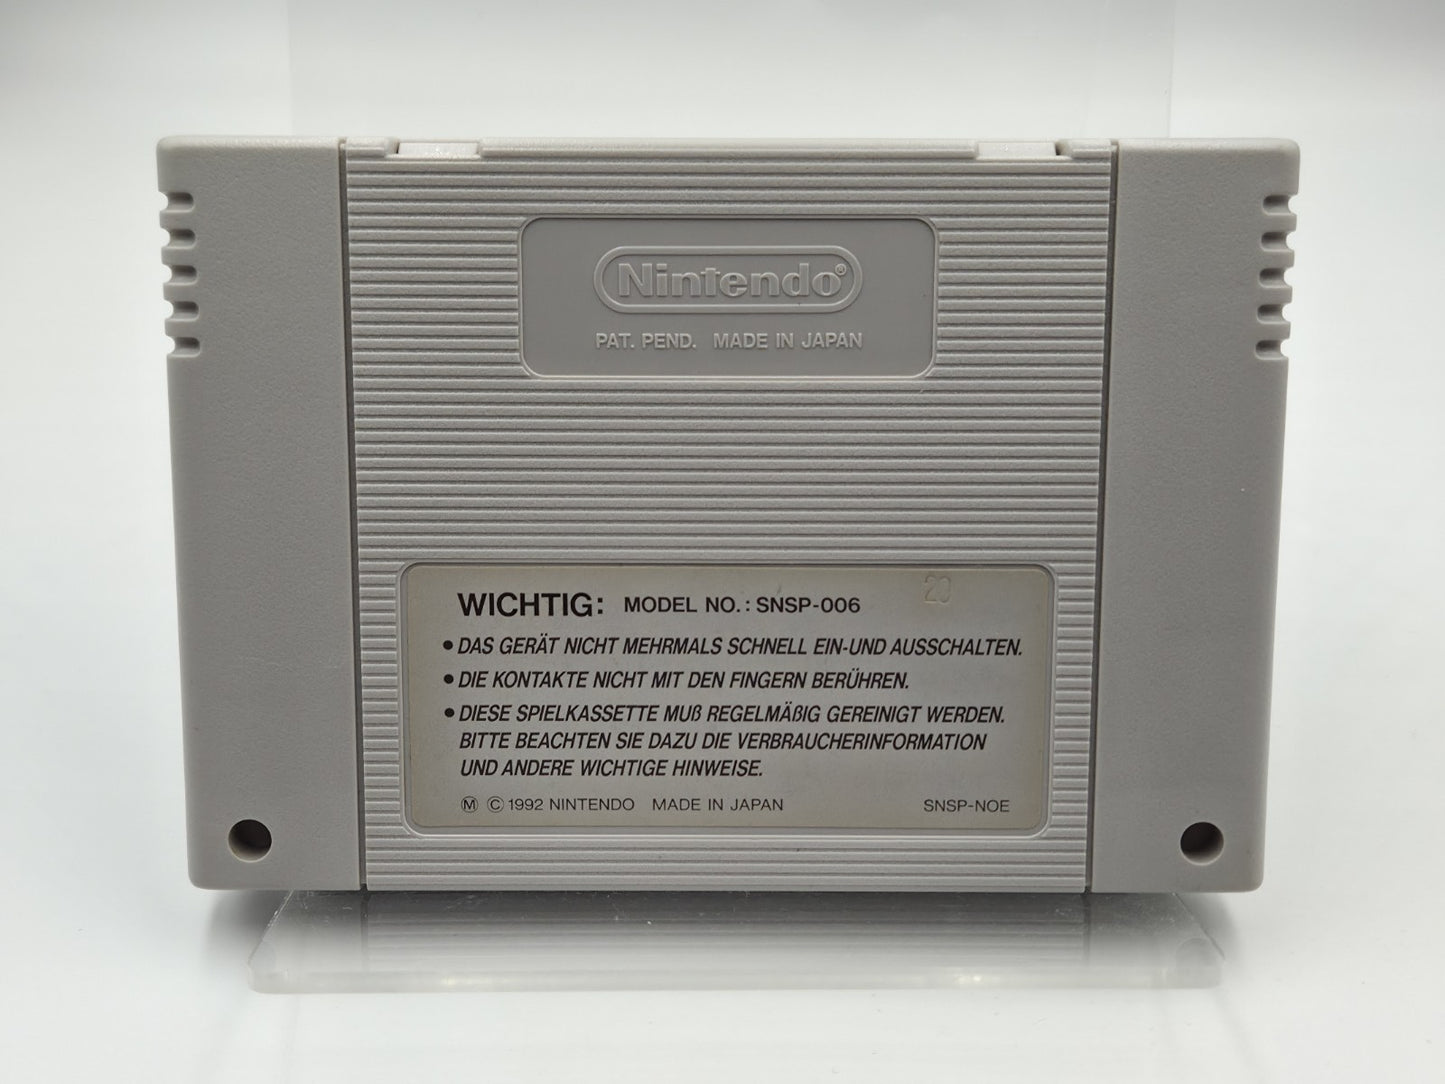 Nintendo®
PAT. PEND. MADE IN JAPAN
WICHTIG: MODEL NO.: SNSP-006
20
• DAS GERÄT NICHT MEHRMALS SCHNELL EIN-UND AUSSCHALTEN.
• DIE KONTAKTE NICHT MIT DEN FINGERN BERÜHREN.
• DIESE SPIELKASSETTE MUß REGELMÄßIG GEREINIGT WERDEN.
BITTE BEACHTEN SIE DAZU DIE VERBRAUCHERINFORMATION
UND ANDERE WICHTIGE HINWEISE.
Ⓜ © 1992 NINTENDO MADE IN JAPAN SNSP-NOE